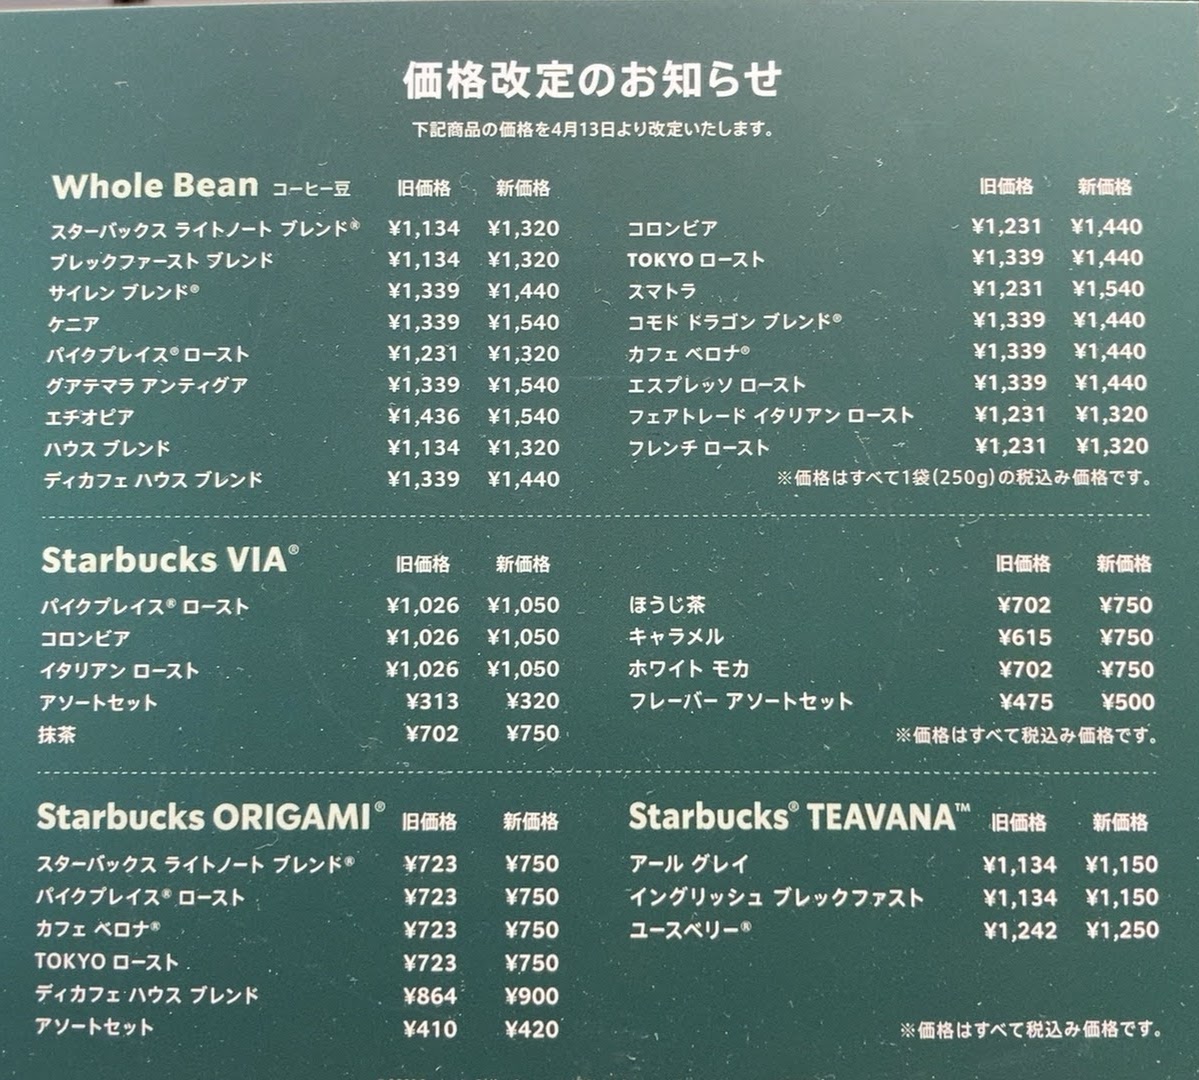 価格改定のお知らせ
下記商品の価格を4月13日より改定いたします。
Whole Bean コーヒー豆 旧価格 新価格
スターバックス ライトノート ブレンド® ¥1,134 ¥1,320
ブレックファースト ブレンド ¥1,134 ¥1,320
サイレン ブレンド® ¥1,339 ¥1,440
ケニア ¥1,339 ¥1,540
パイクプレイス® ロースト ¥1,231 ¥1,320
グアテマラ アンティグア ¥1,339 ¥1,540
エチオピア ¥1,436 ¥1,540
ハウス ブレンド ¥1,134 ¥1,320
ディカフェ ハウス ブレンド ¥1,339 ¥1,440
旧価格 新価格
コロンビア ¥1,231 ¥1,440
TOKYO ロースト ¥1,339 ¥1,440
スマトラ ¥1,231 ¥1,540
コモド ドラゴン ブレンド® ¥1,339 ¥1,440
カフェ ベロナ® ¥1,339 ¥1,440
エスプレッソ ロースト ¥1,339 ¥1,440
フェアトレード イタリアン ロースト ¥1,231 ¥1,320
フレンチ ロースト ¥1,231 ¥1,320
※価格はすべて1袋(250g)の税込み価格です。
Starbucks VIA® 旧価格 新価格
パイクプレイス® ロースト ¥1,026 ¥1,050
コロンビア ¥1,026 ¥1,050
イタリアン ロースト ¥1,026 ¥1,050
アソートセット ¥313 ¥320
抹茶 ¥702 ¥750
旧価格 新価格
ほうじ茶 ¥702 ¥750
キャラメル ¥615 ¥750
ホワイト モカ ¥702 ¥750
フレーバー アソートセット ¥475 ¥500
※価格はすべて税込み価格です。
Starbucks ORIGAMI® 旧価格 新価格
スターバックス ライトノート ブレンド® ¥723 ¥750
パイクプレイス® ロースト ¥723 ¥750
カフェ ベロナ® ¥723 ¥750
TOKYO ロースト ¥723 ¥750
ディカフェ ハウス ブレンド ¥864 ¥900
アソートセット ¥410 ¥420
Starbucks® TEAVANA™ 旧価格 新価格
アール グレイ ¥1,134 ¥1,150
イングリッシュ ブレックファスト ¥1,134 ¥1,150
ユースベリー® ¥1,242 ¥1,250
※価格はすべて税込み価格です。